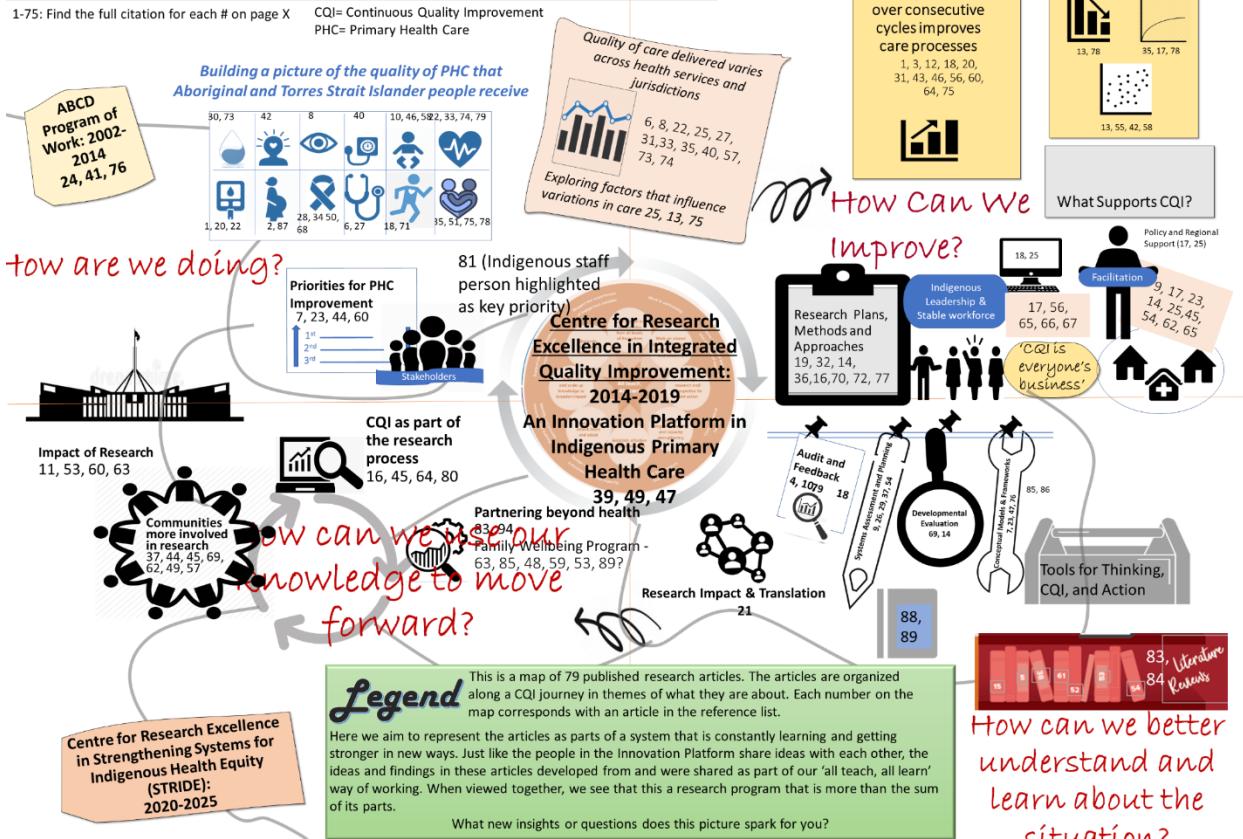 1-75: Find the full citation for each # on page X
CQI= Continuous Quality Improvement
PHC= Primary Health Care
ABCD
Program of
Work: 2002-
2014
24, 41, 76
Building a picture of the quality of PHC that
Aboriginal and Torres Strait Islander people receive
30, 73
42
8
40
10, 46, 58
22, 33, 74, 79
1, 20, 22
2, 87
28, 34 50,
68
6, 27
18, 71
35, 51, 75, 78
Quality of care delivered varies
across health services and
jurisdictions
6, 8, 22, 25, 27,
31,33, 35, 40, 57,
73, 74
Exploring factors that influence
variations in care 25, 13, 75
over consecutive
cycles improves
care processes
1, 3, 12, 18, 20,
31, 43, 46, 56, 60,
64, 75
13, 78
35, 17, 78
13, 55, 42, 58
How Can We
Improve?
What Supports CQI?
How are we doing?
Priorities for PHC
Improvement
7, 23, 44, 60
1st
2nd
3rd
Stakeholders
81 (Indigenous staff
person highlighted
as key priority)
Centre for Research
Excellence in Integrated
Quality Improvement:
2014-2019
An Innovation Platform in
Indigenous Primary
Health Care
39, 49, 47
Research Plans,
Methods and
Approaches
19, 32, 14,
36,16,70, 72, 77
Indigenous
Leadership &
Stable workforce
18, 25
17, 56,
65, 66, 67
'CQI is
everyone's
business'
Policy and Regional
Support (17, 25)
Facilitation
9, 17, 23,
14, 25,45,
54, 62, 65
Impact of Research
11, 53, 60, 63
CQI as part of
the research
process
16, 45, 64, 80
Communities
more involved
in research
37, 44, 45, 69,
62, 49, 57
How can we use our
knowledge to move
forward?
Partnering beyond health
83, 94
Family Wellbeing Program -
63, 85, 48, 59, 53, 89?
Research Impact & Translation
21
Audit and
Feedback
4, 1079 18
Systems Assessment and Planning
9, 26, 29, 37, 54
Developmental
Evaluation
69, 14
Conceptual Models & Frameworks
7, 23, 47, 76
85, 86
Tools for Thinking,
CQI, and Action
88,
89
15
5
61
52
54
83,
84
Literature
Reviews
How can we better
understand and
learn about the
situation?
Centre for Research Excellence
in Strengthening Systems for
Indigenous Health Equity
(STRIDE):
2020-2025
Legend
This is a map of 79 published research articles. The articles are organized
along a CQI journey in themes of what they are about. Each number on the
map corresponds with an article in the reference list.
Here we aim to represent the articles as parts of a system that is constantly learning and getting
stronger in new ways. Just like the people in the Innovation Platform share ideas with each other, the
ideas and findings in these articles developed from and were shared as part of our 'all teach, all learn'
way of working. When viewed together, we see that this a research program that is more than the sum
of its parts.
What new insights or questions does this picture spark for you?